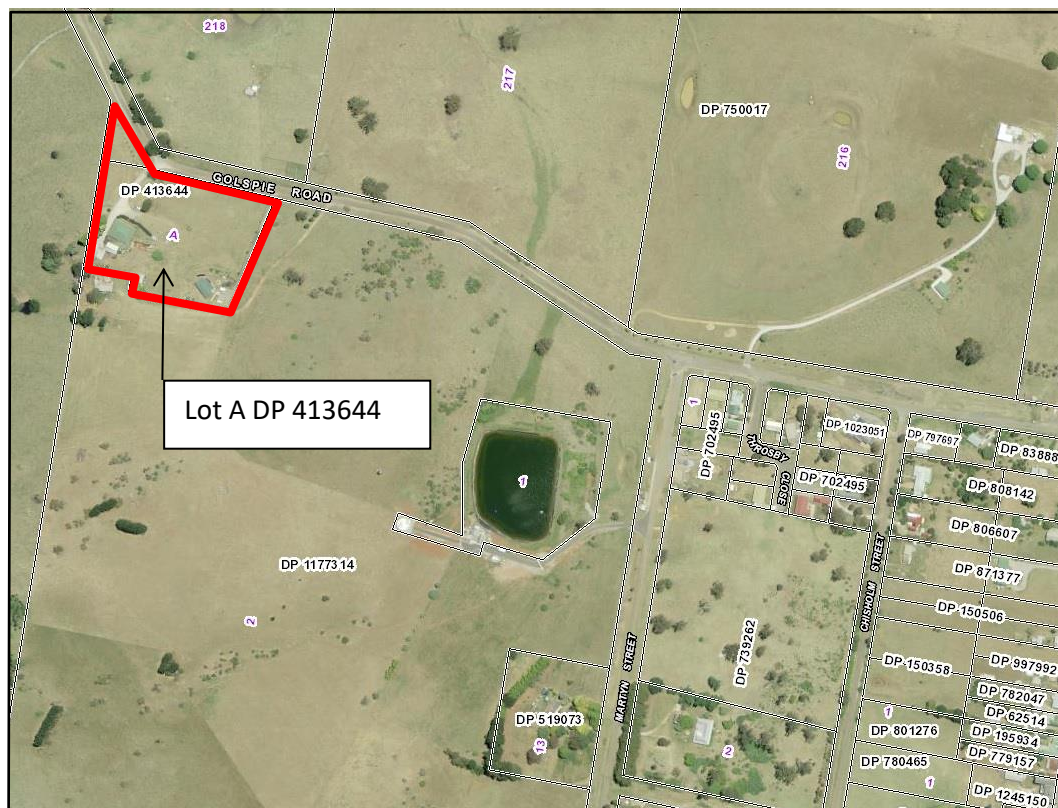 218
217
DP 750017
216
DP 413644
GOLSPIE ROAD
A
Lot A DP 413644
1
DP 702495
DP 1023051
THROSBY CLOSE
DP 702495
DP 797697
DP 83888
DP 808142
DP 806607
DP 871377
DP 150506
CHISHOLM STREET
1
DP 1177314
2
DP 739262
MARTYN STREET
DP 150358
DP 997992
DP 782047
DP 62514
DP 195934
DP 779157
DP 1245150
1
DP 801276
DP 780465
1
DP 519073
13
2